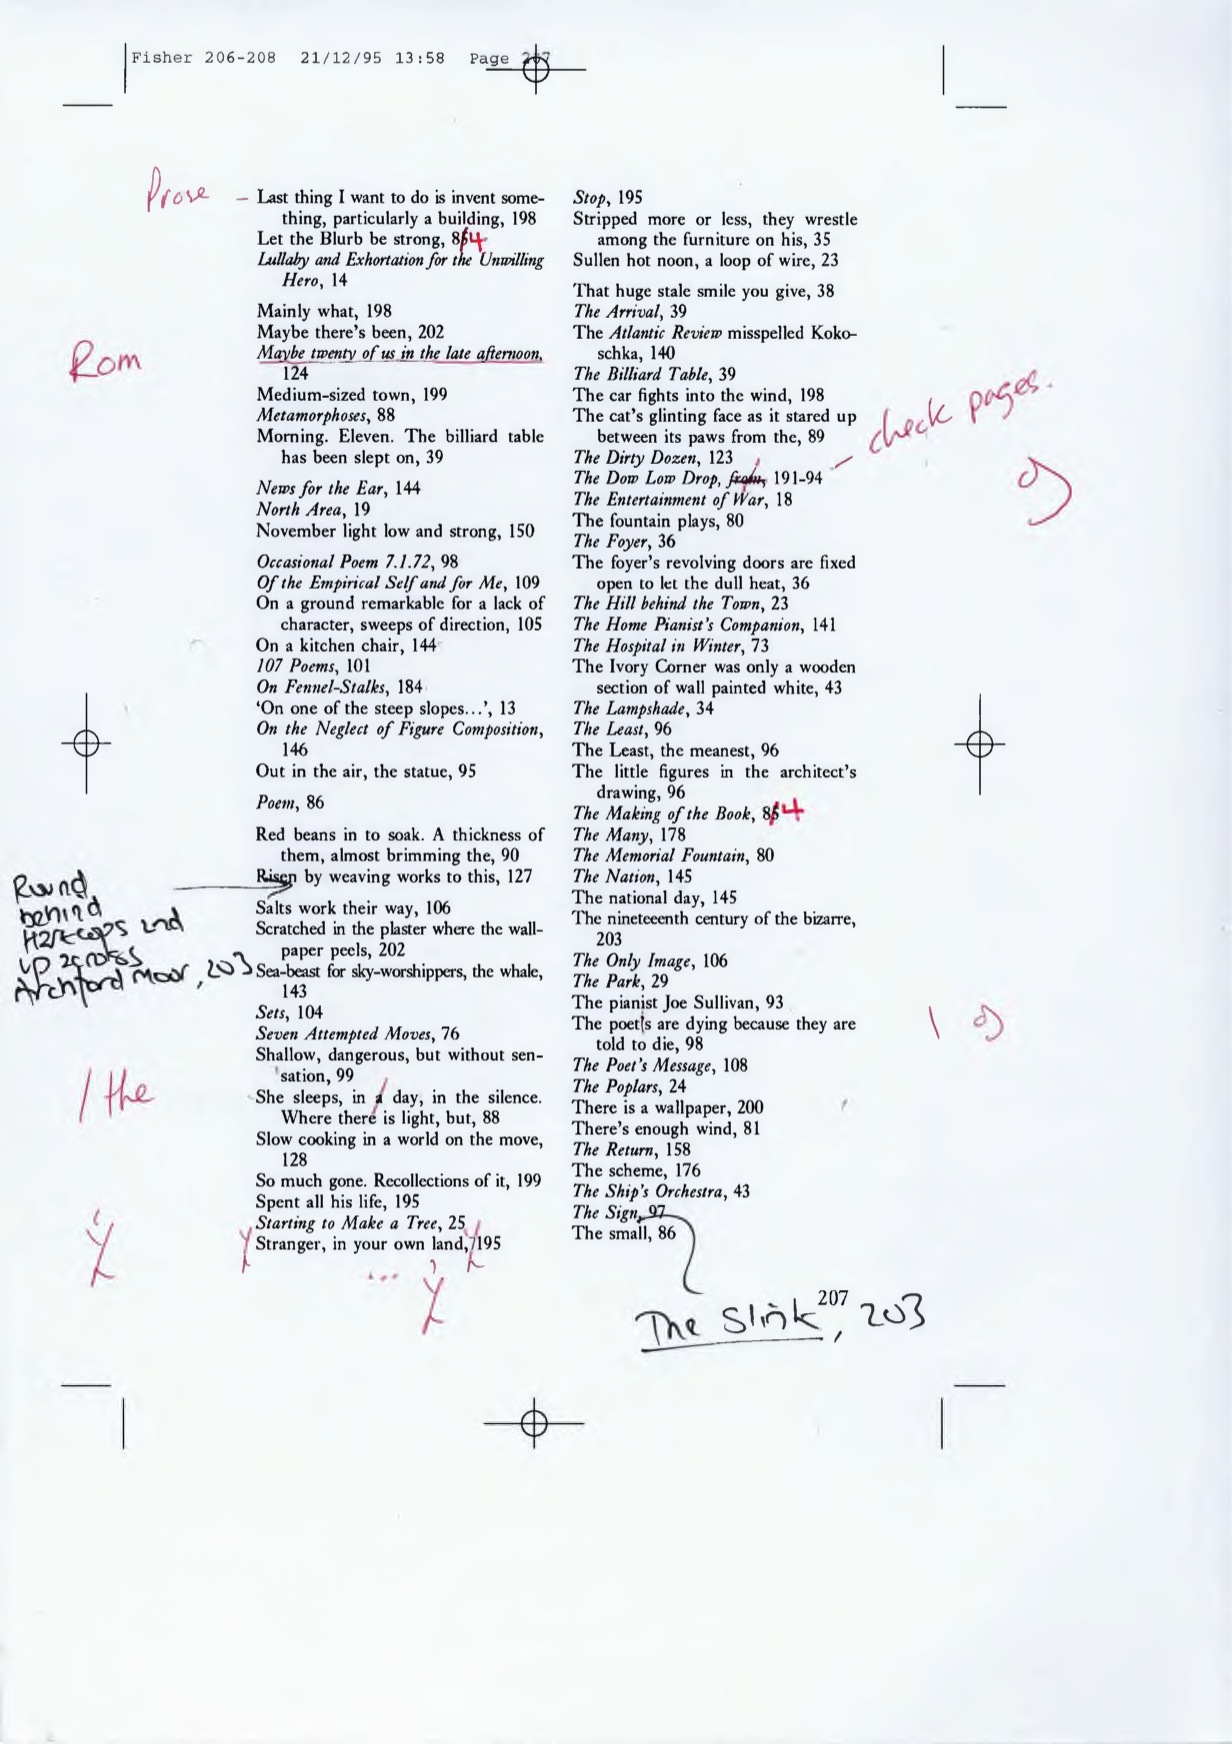 Fisher 206-208 21/12/95 13:58 Page 207
Prose – Last thing I want to do is invent some-
thing, particularly a building, 198
Let the Blurb be strong, 85 4
Lullaby and Exhortation for the Unwilling
Hero, 14
Mainly what, 198
Maybe there's been, 202
Rom
Maybe twenty of us in the late afternoon,
124
Medium-sized town, 199
Metamorphoses, 88
Morning. Eleven. The billiard table
has been slept on, 39
News for the Ear, 144
North Area, 19
November light low and strong, 150
Occasional Poem 7.1.72, 98
Of the Empirical Self and for Me, 109
On a ground remarkable for a lack of
character, sweeps of direction, 105
On a kitchen chair, 144
107 Poems, 101
On Fennel-Stalks, 184
‘On one of the steep slopes...’, 13
On the Neglect of Figure Composition,
146
Out in the air, the statue, 95
Poem, 86
Red beans in to soak. A thickness of
them, almost brimming the, 90
Risen by weaving works to this, 127
Round
behind
Harecops and
up across
Archford Moor, 203
Salts work their way, 106
Scratched in the plaster where the wall-
paper peels, 202
Sea-beast for sky-worshippers, the whale,
143
Sets, 104
Seven Attempted Moves, 76
Shallow, dangerous, but without sen-
sation, 99
/ the
She sleeps, in a day, in the silence.
Where there is light, but, 88
Slow cooking in a world on the move,
128
So much gone. Recollections of it, 199
Spent all his life, 195
Starting to Make a Tree, 25
Stranger, in your own land, 195
...
Stop, 195
Stripped more or less, they wrestle
among the furniture on his, 35
Sullen hot noon, a loop of wire, 23
That huge stale smile you give, 38
The Arrival, 39
The Atlantic Review misspelled Koko-
schka, 140
The Billiard Table, 39
The car fights into the wind, 198
The cat's glinting face as it stared up
between its paws from the, 89
The Dirty Dozen, 123
The Dow Low Drop, from, 191-94
– check pages.
The Entertainment of War, 18
The fountain plays, 80
The Foyer, 36
The foyer's revolving doors are fixed
open to let the dull heat, 36
The Hill behind the Town, 23
The Home Pianist's Companion, 141
The Hospital in Winter, 73
The Ivory Corner was only a wooden
section of wall painted white, 43
The Lampshade, 34
The Least, 96
The Least, the meanest, 96
The little figures in the architect's
drawing, 96
The Making of the Book, 85 4
The Many, 178
The Memorial Fountain, 80
The Nation, 145
The national day, 145
The nineteeenth century of the bizarre,
203
The Only Image, 106
The Park, 29
The pianist Joe Sullivan, 93
The poet's are dying because they are
told to die, 98
The Poet's Message, 108
The Poplars, 24
There is a wallpaper, 200
There's enough wind, 81
The Return, 158
The scheme, 176
The Ship's Orchestra, 43
The Sign, 97
The small, 86
207
The Slink, 203